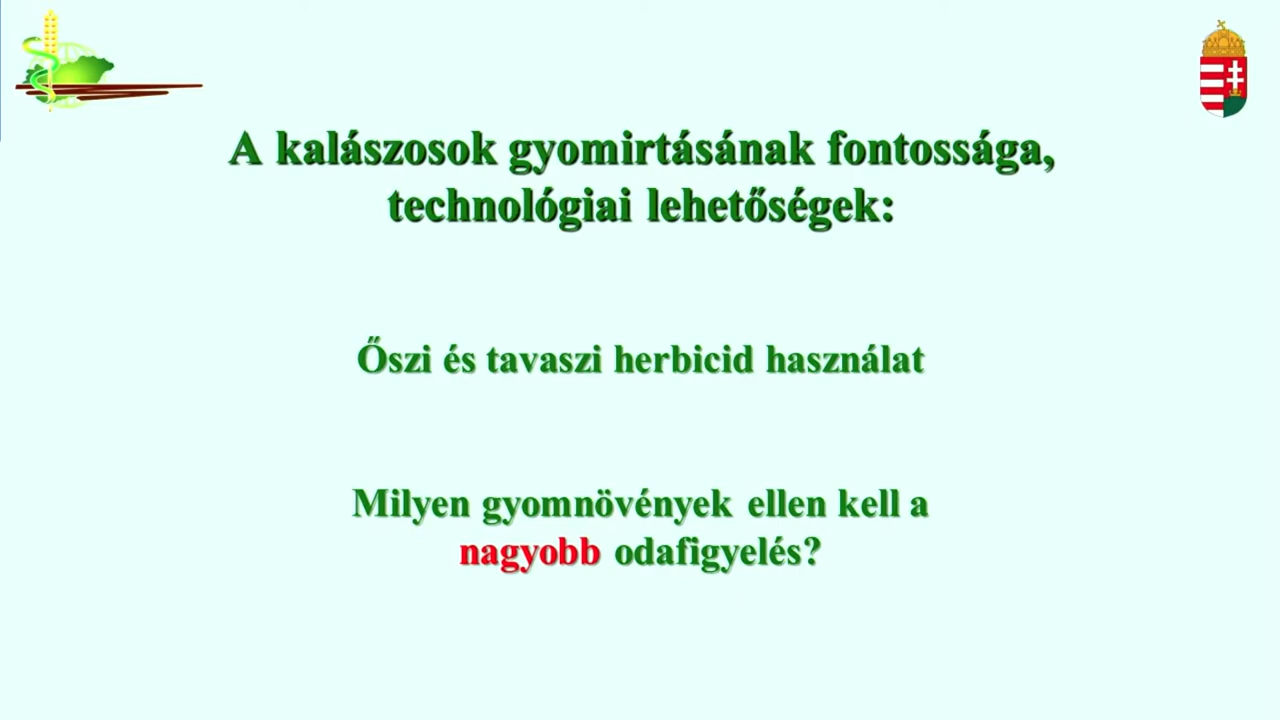 A kalászosok gyomirtásának fontossága,
technológiai lehetőségek:
Őszi és tavaszi herbicid használat
Milyen gyomnövények ellen kell a
nagyobb odafigyelés?